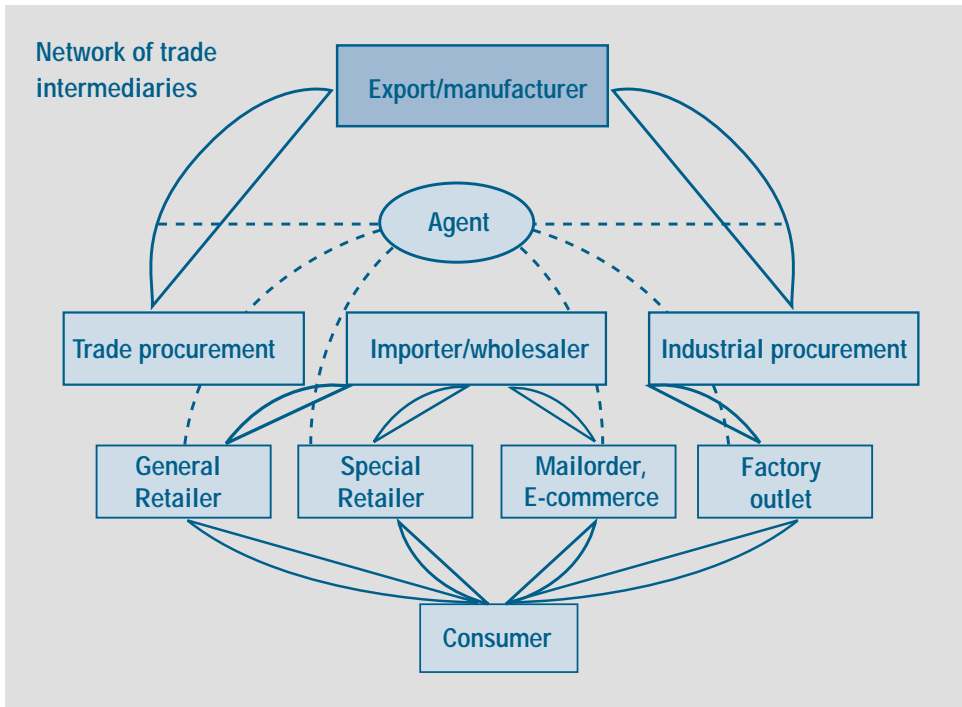 Network of trade
intermediaries
Export/manufacturer
Agent
Trade procurement
Importer/wholesaler
Industrial procurement
General
Retailer
Special
Retailer
Mailorder,
E-commerce
Factory
outlet
Consumer